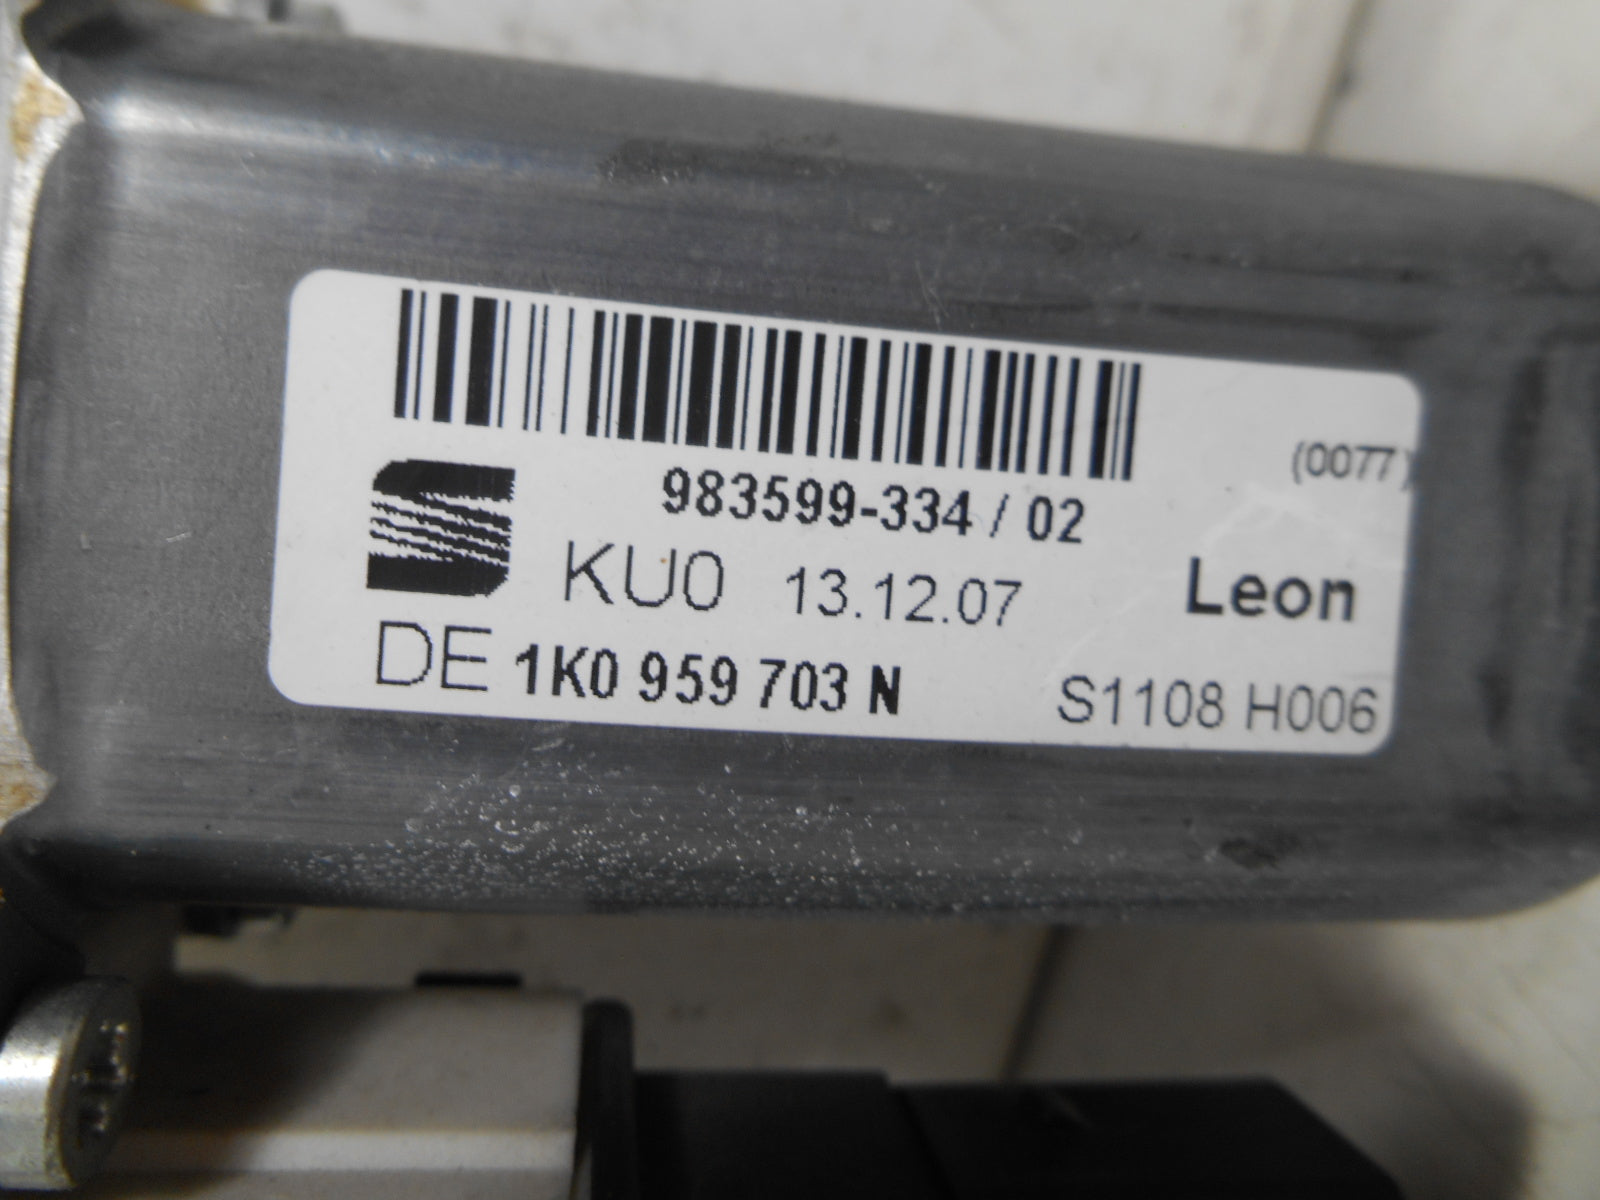 (0077)
983599-334 / 02
KU0 13.12.07 Leon
DE 1K0 959 703 N S1108 H006